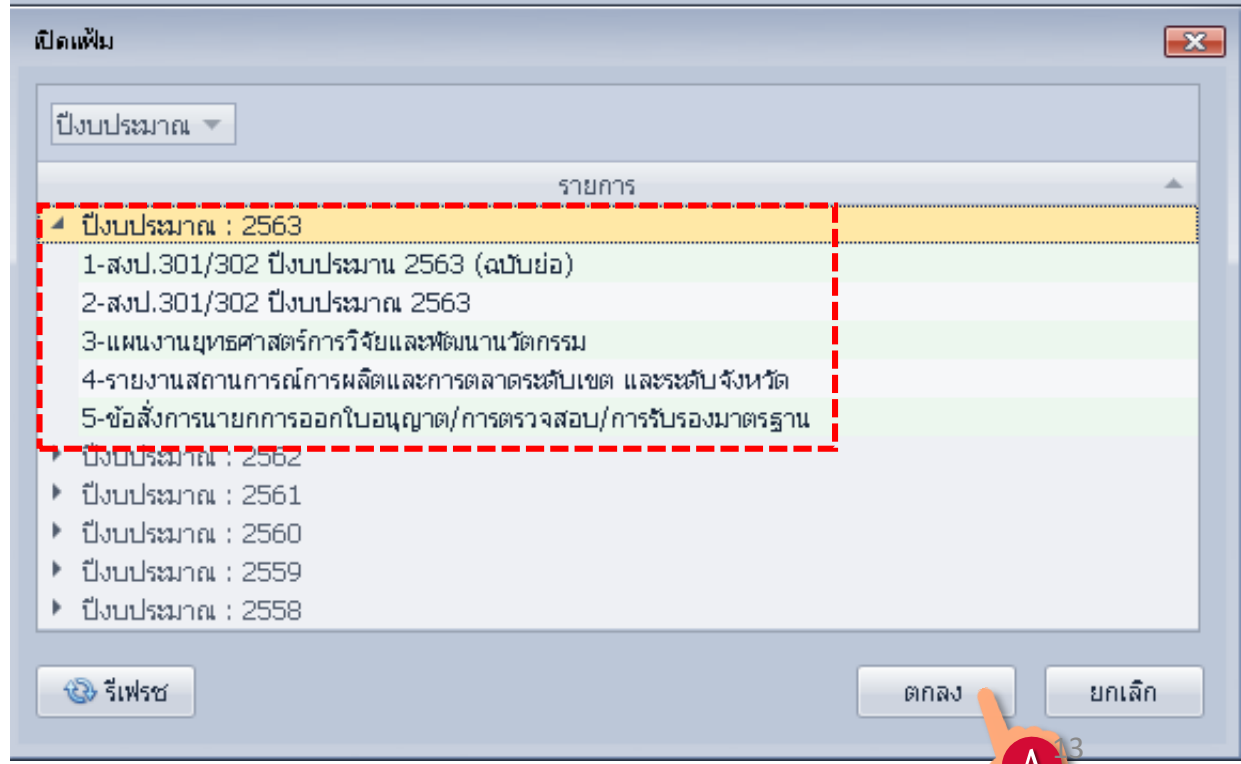 เปิดแฟ้ม
ปีงบประมาณ
รายการ
ปีงบประมาณ : 2563
1-สงป.301/302 ปีงบประมาน 2563 (ฉบับย่อ)
2-สงป.301/302 ปีงบประมาณ 2563
3-แผนงานยุทธศาสตร์การวิจัยและพัฒนานวัตกรรม
4-รายงานสถานการณ์การผลิตและการตลาดระดับเขต และระดับจังหวัด
5-ข้อสั่งการนายกการออกใบอนุญาต/การตรวจสอบ/การรับรองมาตรฐาน
ปีงบประมาณ : 2562
ปีงบประมาณ : 2561
ปีงบประมาณ : 2560
ปีงบประมาณ : 2559
ปีงบประมาณ : 2558
รีเฟรช
ตกลง
ยกเลิก
13